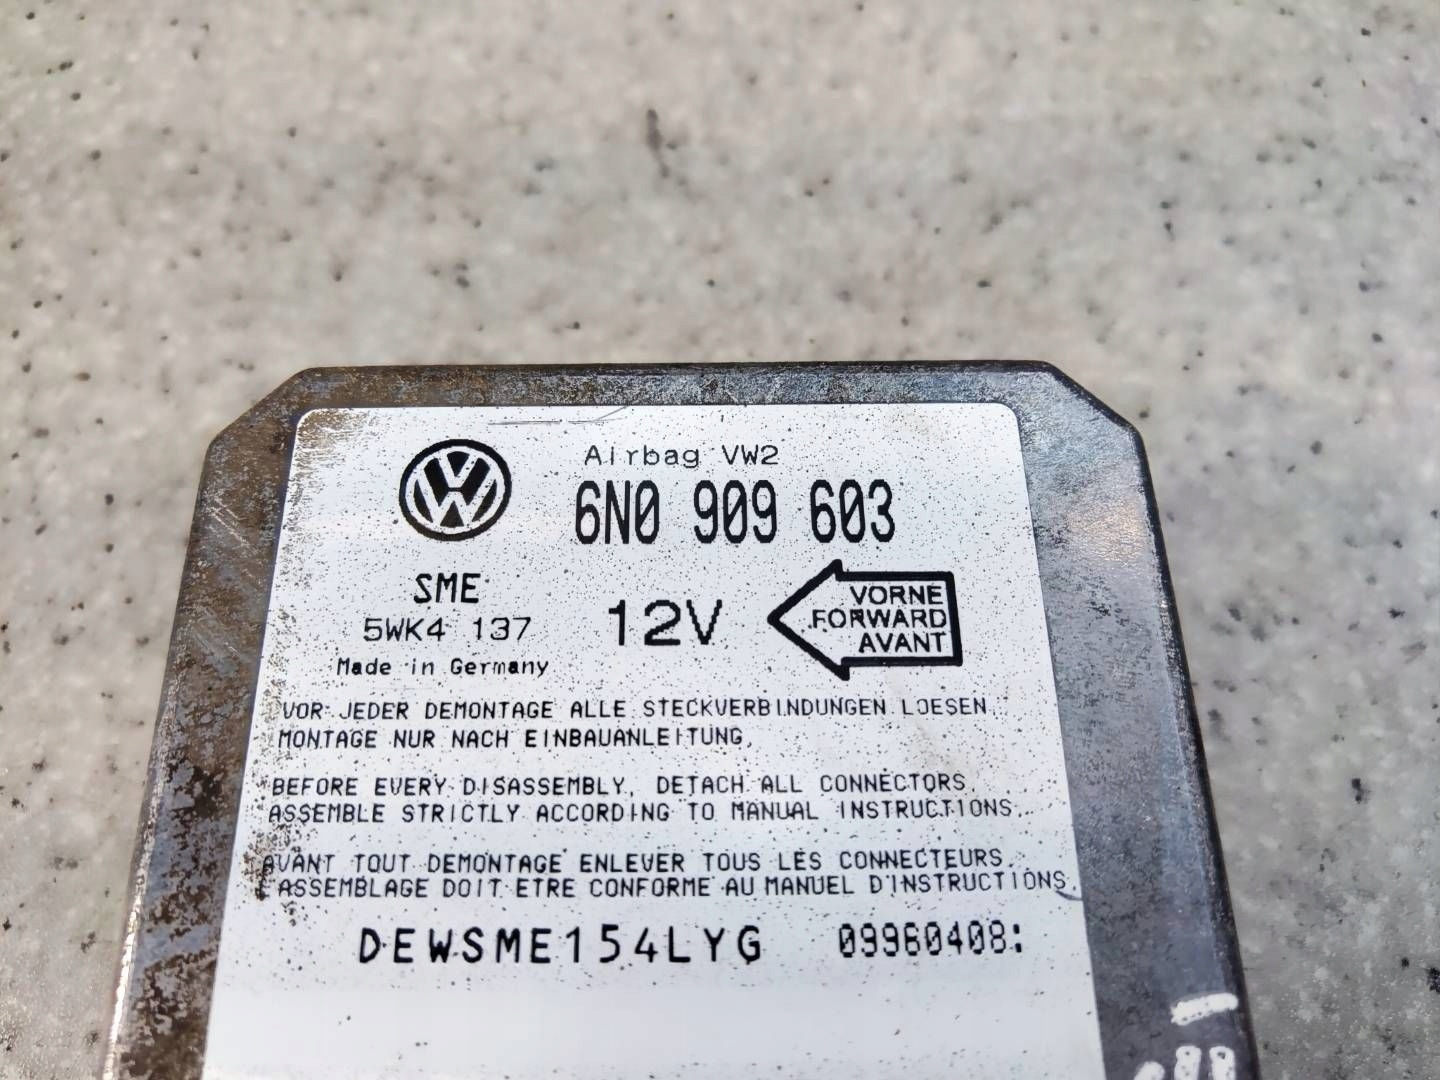 Airbag VW2
6N0 909 603
SME
5WK4 137
Made in Germany
12V
VORNE
FORWARD
AVANT
VOR JEDER DEMONTAGE ALLE STECKVERBINDUNGEN LOESEN.
MONTAGE NUR NACH EINBAUANLEITUNG.
BEFORE EVERY DISASSEMBLY, DETACH ALL CONNECTORS.
ASSEMBLE STRICTLY ACCORDING TO MANUAL INSTRUCTIONS.
AVANT TOUT DEMONTAGE ENLEVER TOUS LES CONNECTEURS.
L'ASSEMBLAGE DOIT ETRE CONFORME AU MANUEL D'INSTRUCTIONS.
DEWSME154LYG 09960408: